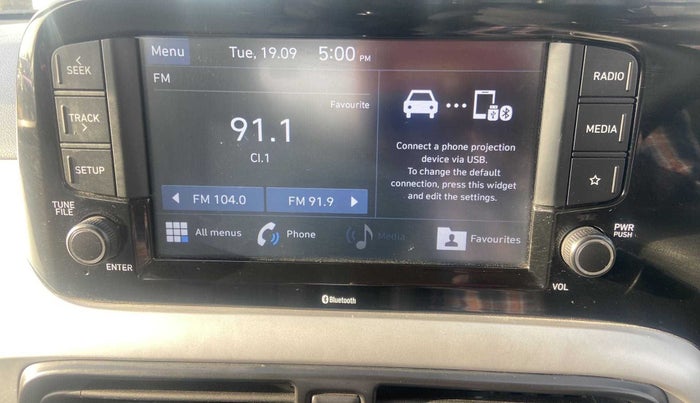 SEEK
TRACK
SETUP
TUNE
FILE
ENTER
Menu
Tue, 19.09
5:00 PM
FM
Favourite
91.1
Cl.1
FM 104.0
FM 91.9
Connect a phone projection
device via USB.
To change the default
connection, press this widget
and edit the settings.
All menus
Phone
Media
Favourites
RADIO
MEDIA
PWR
PUSH
VOL
Bluetooth